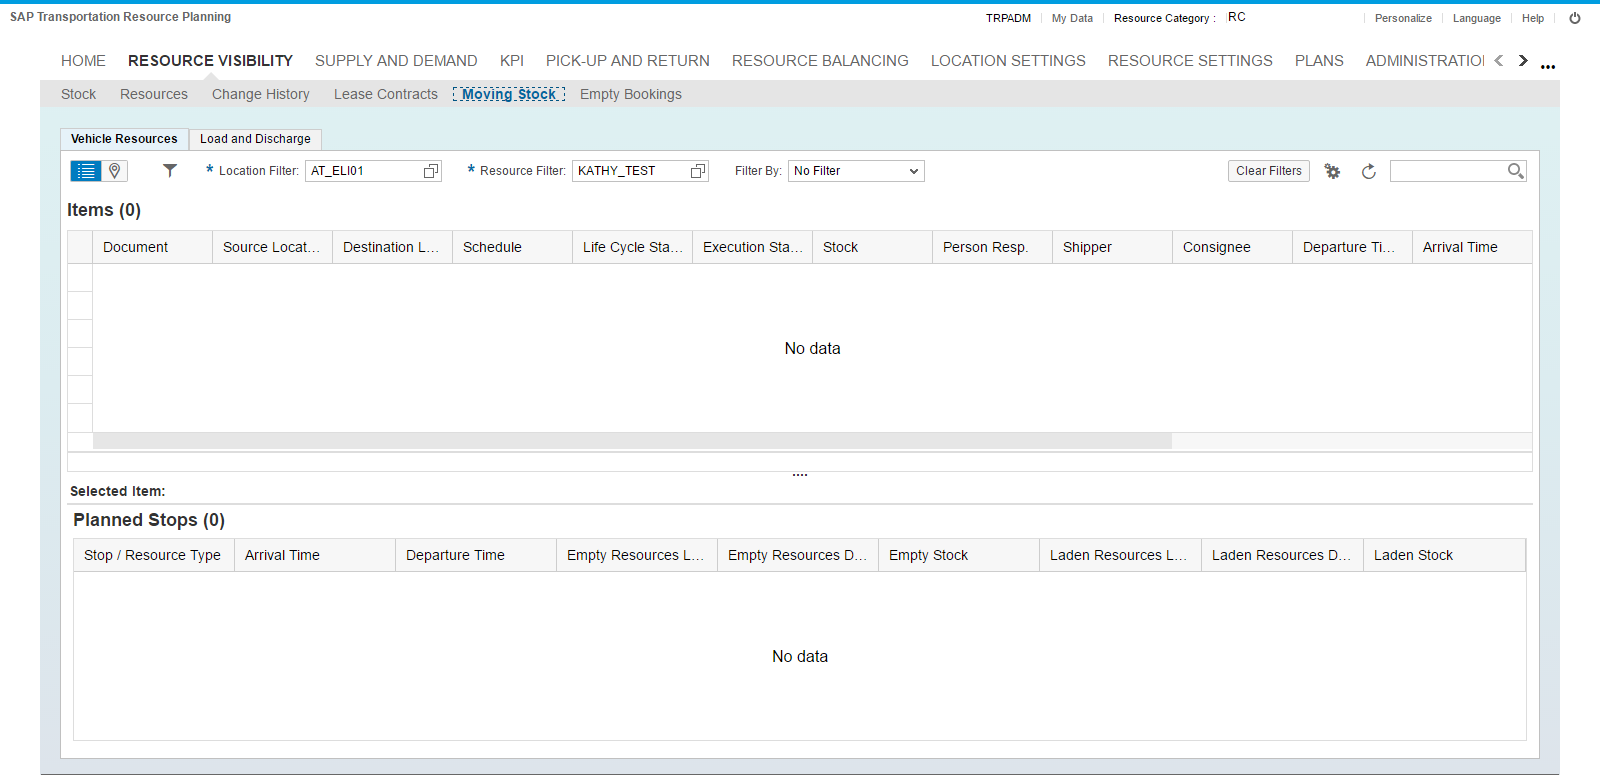 SAP Transportation Resource Planning
TRPADM My Data Resource Category : RC Personalize Language Help
HOME RESOURCE VISIBILITY SUPPLY AND DEMAND KPI PICK-UP AND RETURN RESOURCE BALANCING LOCATION SETTINGS RESOURCE SETTINGS PLANS ADMINISTRATIO
Stock Resources Change History Lease Contracts Moving Stock Empty Bookings
Vehicle Resources Load and Discharge
* Location Filter: AT_ELI01 * Resource Filter: KATHY_TEST Filter By: No Filter Clear Filters
Items (0)
Document Source Locat... Destination L... Schedule Life Cycle Sta... Execution Sta... Stock Person Resp. Shipper Consignee Departure Ti... Arrival Time
No data
Selected Item:
Planned Stops (0)
Stop / Resource Type Arrival Time Departure Time Empty Resources L... Empty Resources D... Empty Stock Laden Resources L... Laden Resources D... Laden Stock
No data